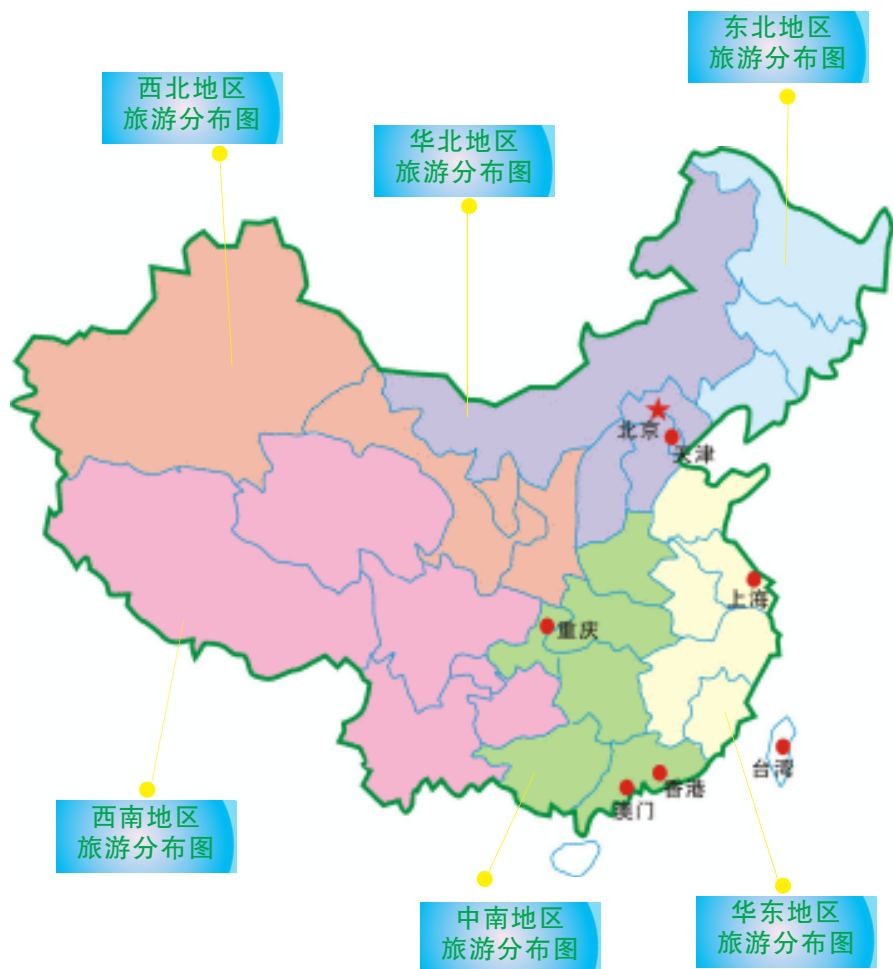 东北地区
旅游分布图
西北地区
旅游分布图
华北地区
旅游分布图
北京
天津
上海
重庆
台湾
香港
澳门
西南地区
旅游分布图
中南地区
旅游分布图
华东地区
旅游分布图